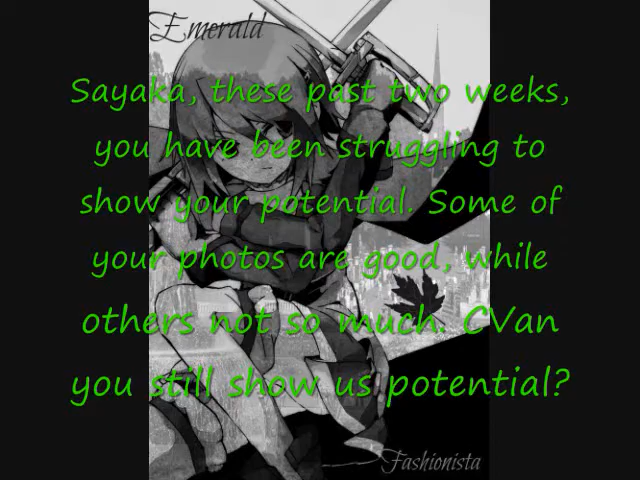 Emerald
Sayaka, these past two weeks,
you have been struggling to
show your potential. Some of
your photos are good, while
others not so much. CVan
you still show us potential?
Fashionista